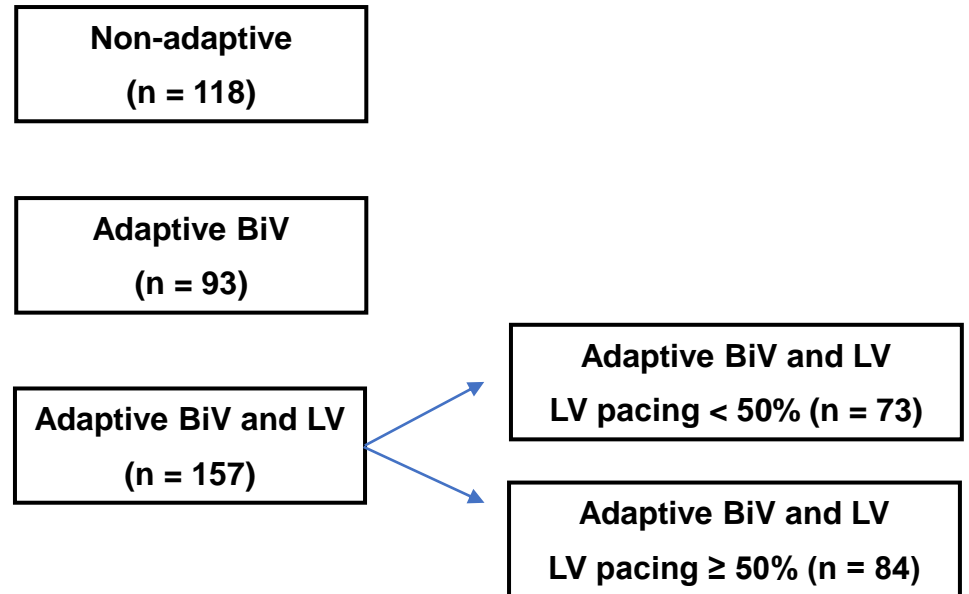 Non-adaptive
(n = 118)
Adaptive BiV
(n = 93)
Adaptive BiV and LV
(n = 157)
Adaptive BiV and LV
LV pacing < 50% (n = 73)
Adaptive BiV and LV
LV pacing ≥ 50% (n = 84)